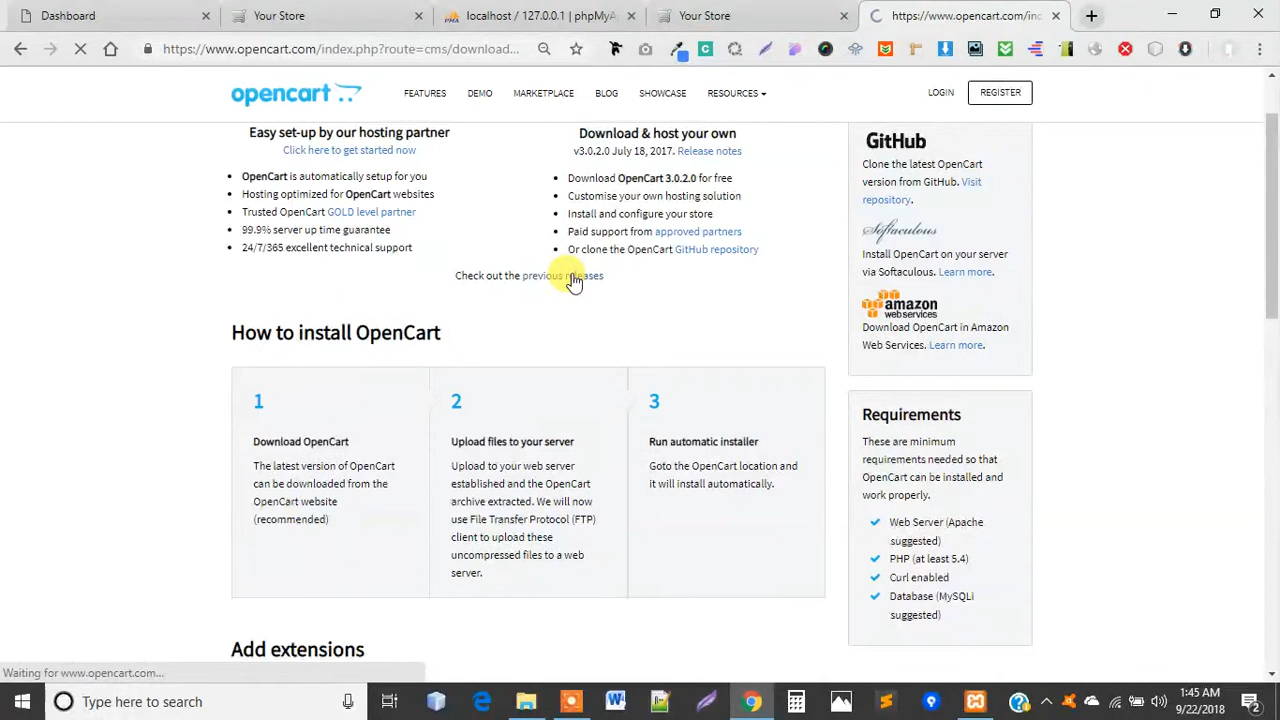 Dashboard
Your Store
localhost / 127.0.0.1 | phpMyA
Your Store
https://www.opencart.com/ind
https://www.opencart.com/index.php?route=cms/download...
opencart
FEATURES
DEMO
MARKETPLACE
BLOG
SHOWCASE
RESOURCES
LOGIN
REGISTER
Easy set-up by our hosting partner
Click here to get started now
OpenCart is automatically setup for you
Hosting optimized for OpenCart websites
Trusted OpenCart GOLD level partner
99.9% server up time guarantee
24/7/365 excellent technical support
Download & host your own
v3.0.2.0 July 18, 2017. Release notes
Download OpenCart 3.0.2.0 for free
Customise your own hosting solution
Install and configure your store
Paid support from approved partners
Or clone the OpenCart GitHub repository
Check out the previous releases
How to install OpenCart
1
Download OpenCart
The latest version of OpenCart
can be downloaded from the
OpenCart website
(recommended)
2
Upload files to your server
Upload to your web server
established and the OpenCart
archive extracted. We will now
use File Transfer Protocol (FTP)
client to upload these
uncompressed files to a web
server.
3
Run automatic installer
Goto the OpenCart location and
it will install automatically.
Add extensions
GitHub
Clone the latest OpenCart
version from GitHub. Visit
repository.
Softaculous
Install OpenCart on your server
via Softaculous. Learn more.
amazon
webservices
Download OpenCart in Amazon
Web Services. Learn more.
Requirements
These are minimum
requirements needed so that
OpenCart can be installed and
work properly.
Web Server (Apache
suggested)
PHP (at least 5.4)
Curl enabled
Database (MySQLi
suggested)
Waiting for www.opencart.com...
Type here to search
1:45 AM
9/22/2018
2